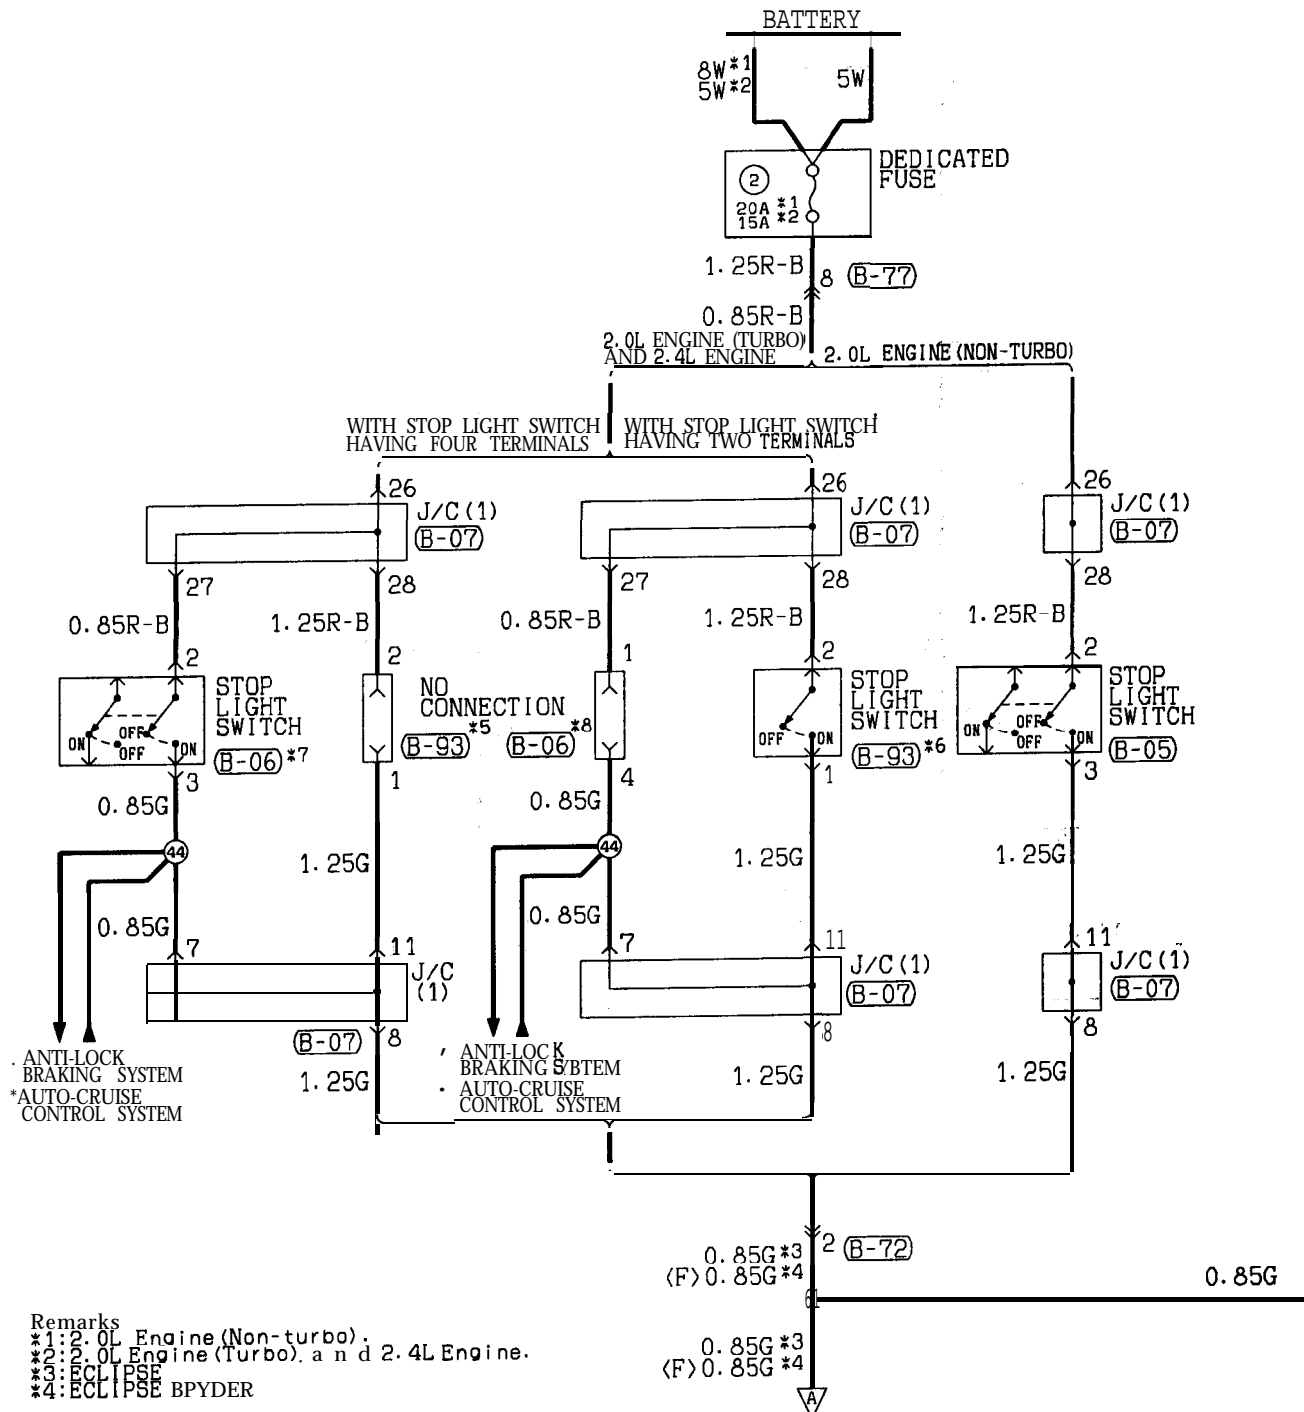 BATTERY
8W*1
5W*2
5W
DEDICATED
FUSE
2
20A *1
15A *2
1.25R-B
8
B-77
0.85R-B
2.0L ENGINE (TURBO)
AND 2.4L ENGINE
2.0L ENGINE(NON-TURBO)
WITH STOP LIGHT SWITCH
HAVING FOUR TERMINALS
WITH STOP LIGHT SWITCH
HAVING TWO TERMINALS
26
J/C(1)
B-07
26
J/C(1)
B-07
26
J/C(1)
B-07
27
28
27
28
28
0.85R-B
1.25R-B
0.85R-B
1.25R-B
1.25R-B
2
STOP
LIGHT
SWITCH
ON
OFF
OFF
ON
B-06 *7
3
2
NO
CONNECTION
B-93 *5
B-06 *8
1
1
4
2
STOP
LIGHT
SWITCH
OFF
ON
B-93 *6
1
2
STOP
LIGHT
SWITCH
ON
OFF
OFF
ON
B-05
3
0.85G
44
1.25G
0.85G
44
1.25G
1.25G
0.85G
7
11
J/C
(1)
B-07
8
0.85G
7
11
J/C(1)
B-07
8
11
J/C(1)
B-07
8
. ANTI-LOCK
BRAKING SYSTEM
*AUTO-CRUISE
CONTROL SYSTEM
1.25G
ANTI-LOCK
BRAKING SYBTEM
· AUTO-CRUISE
CONTROL SYSTEM
1.25G
1.25G
2
B-72
0.85G*3
<F>0.85G*4
61
0.85G
0.85G*3
<F>0.85G*4
A
Remarks
*1:2.0L Engine(Non-turbo).
*2:2.0L Engine(Turbo). and 2.4L Engine.
*3:ECLIPSE
*4:ECLIPSE BPYDER